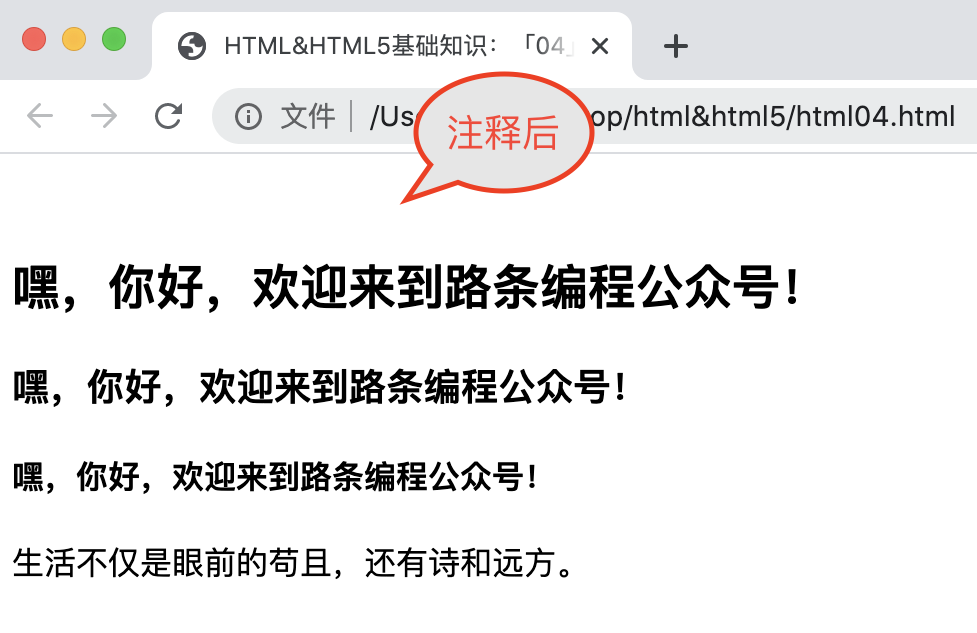 HTML&HTML5基础知识：「04」
文件 /Us
注释后
op/html&html5/html04.html
嘿，你好，欢迎来到路条编程公众号！
嘿，你好，欢迎来到路条编程公众号！
嘿，你好，欢迎来到路条编程公众号！
生活不仅是眼前的苟且，还有诗和远方。